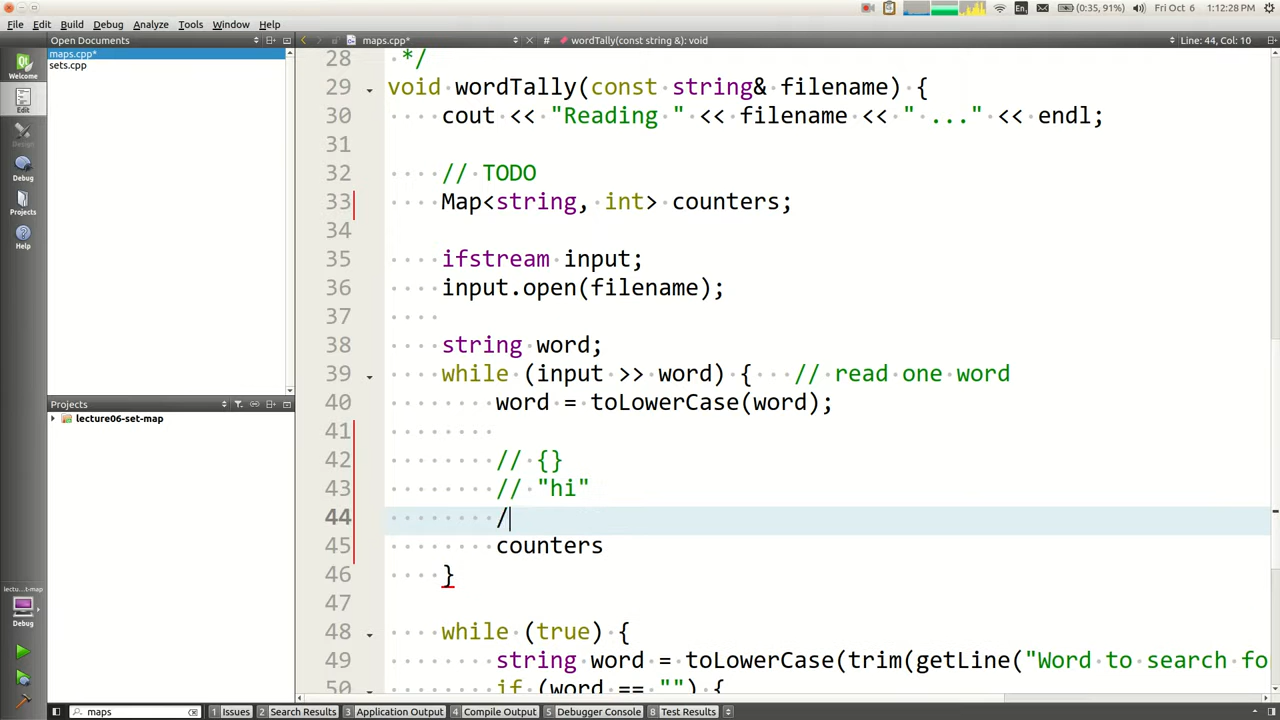 (0:35, 91%) Fri Oct 6 1:12:28 PM
File Edit Build Debug Analyze Tools Window Help
Open Documents
maps.cpp* # wordTally(const string &): void Line: 44, Col: 10
maps.cpp*
sets.cpp
Welcome
Edit
Design
Debug
Projects
Help
28 */
29 void wordTally(const string& filename) {
30 cout << "Reading " << filename << " ..." << endl;
31
32 // TODO
33 Map<string, int> counters;
34
35 ifstream input;
36 input.open(filename);
37
38 string word;
39 while (input >> word) { // read one word
40 word = toLowerCase(word);
41
42 // {}
43 // "hi"
44 /
45 counters
46 }
47
48 while (true) {
49 string word = toLowerCase(trim(getLine("Word to search fo
50 if (word == "") {
Projects
lecture06-set-map
lectu...t-map
Debug
maps
1 Issues 2 Search Results 3 Application Output 4 Compile Output 5 Debugger Console 8 Test Results